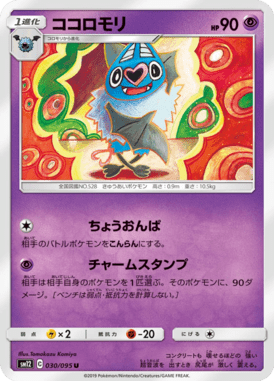 1進化
ココロモリ
HP 90
コロモリから進化
全国図鑑NO.528 きゅうあいポケモン 高さ:0.9m 重さ:10.5kg
ちょうおんぱ
相手のバトルポケモンをこんらんにする。
チャームスタンプ
相手は相手自身のポケモンを1匹選ぶ。そのポケモンに、90ダ
メージ。[ベンチは弱点・抵抗力を計算しない。]
弱点 ×2 抵抗力 -20 にげる
sm12 C 030/095 U
©2019 Pokémon/Nintendo/Creatures/GAME FREAK.